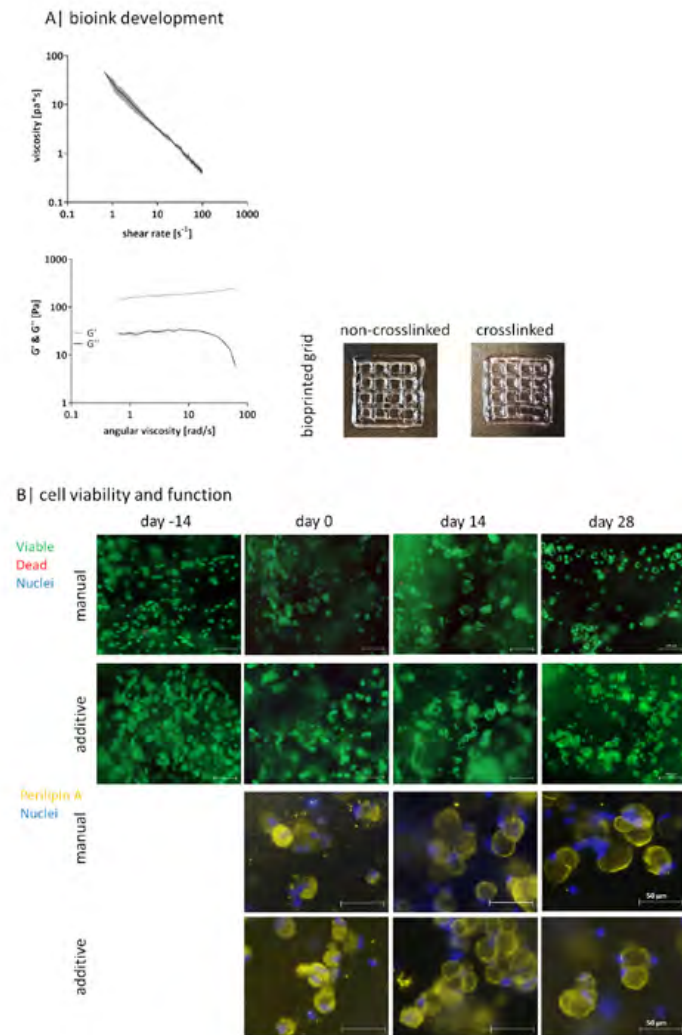 A| bioink development
100
10
1
0.1
viscosity [pa*s]
0.1 1 10 100 1000
shear rate [s⁻¹]
1000
100
10
1
G' & G'' [Pa]
G'
G''
0.1 1 10 100
angular viscosity [rad/s]
non-crosslinked crosslinked
bioprinted grid
B| cell viability and function
day -14 day 0 day 14 day 28
Viable
Dead
Nuclei
manual
additive
Perilipin A
Nuclei
manual
50 µm
additive
50 µm